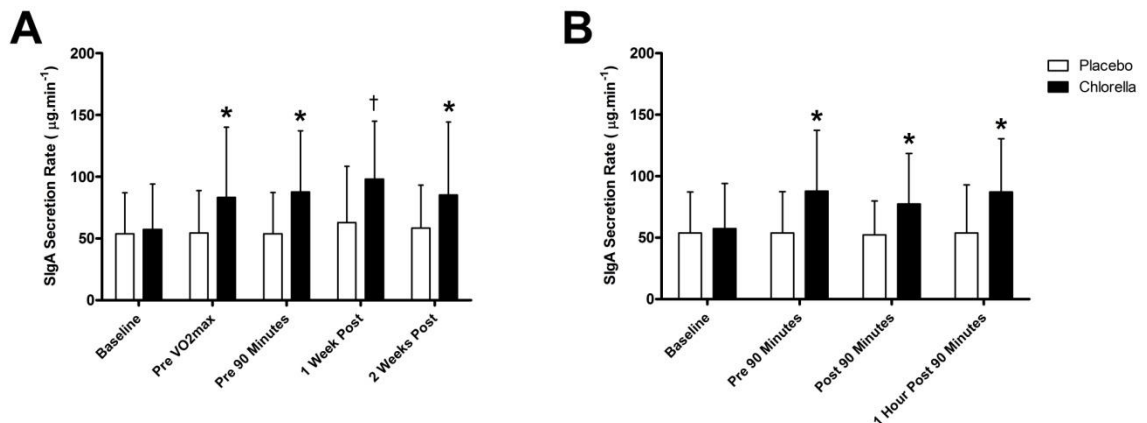 A
SIgA Secretion Rate ( µg.min⁻¹)
200
150
100
50
0
*
*
†
*
Baseline
Pre VO2max
Pre 90 Minutes
1 Week Post
2 Weeks Post
B
SIgA Secretion Rate ( µg.min⁻¹)
200
150
100
50
0
*
*
*
Baseline
Pre 90 Minutes
Post 90 Minutes
1 Hour Post 90 Minutes
Placebo
Chlorella